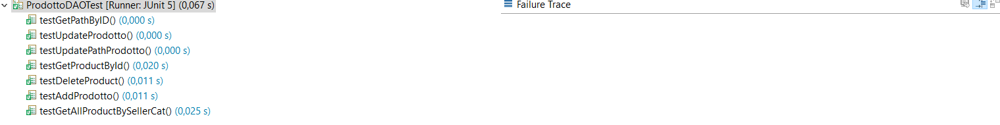 ProdottoDAOTest [Runner: JUnit 5] (0,067 s)
testGetPathByID() (0,000 s)
testUpdateProdotto() (0,000 s)
testUpdatePathProdotto() (0,000 s)
testGetProductById() (0,020 s)
testDeleteProduct() (0,011 s)
testAddProdotto() (0,011 s)
testGetAllProductBySellerCat() (0,025 s)
Failure Trace